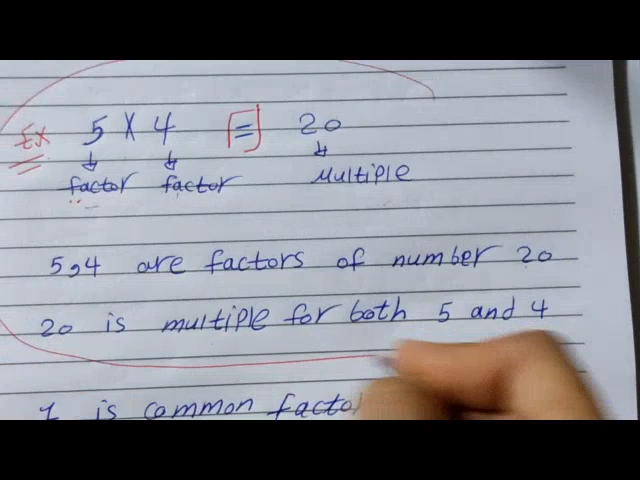 Ex 5 X 4 = 20
factor factor Multiple
5,4 are factors of number 20
20 is multiple for both 5 and 4
1 is common factor